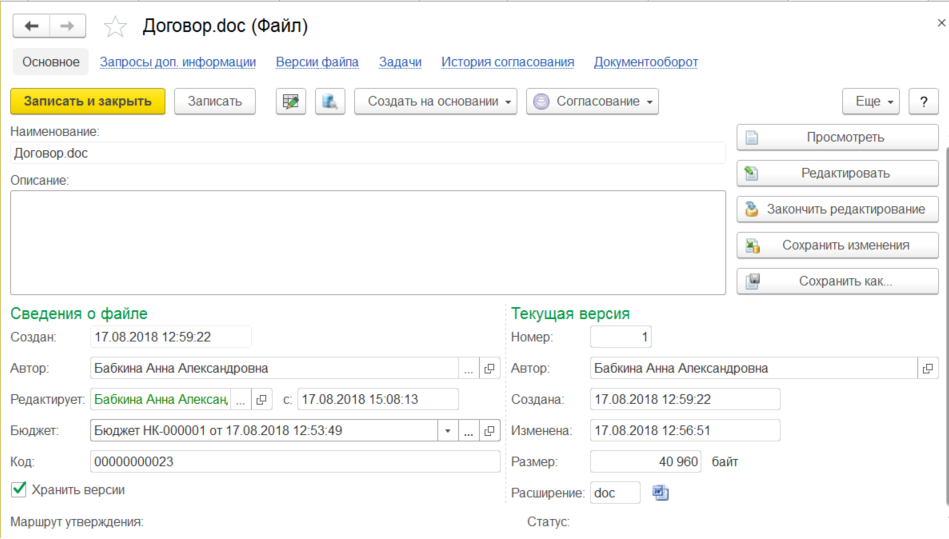 Договор.doc (Файл)
Основное Запросы доп. информации Версии файла Задачи История согласования Документооборот
Записать и закрыть Записать Создать на основании Согласование Еще ?
Наименование:
Договор.doc
Описание:
Просмотреть
Редактировать
Закончить редактирование
Сохранить изменения
Сохранить как...
Сведения о файле
Создан: 17.08.2018 12:59:22
Автор: Бабкина Анна Александровна ...
Редактирует: Бабкина Анна Алексан, ... с: 17.08.2018 15:08:13
Бюджет: Бюджет НК-000001 от 17.08.2018 12:53:49 ...
Код: 00000000023
Хранить версии
Маршрут утверждения:
Текущая версия
Номер: 1
Автор: Бабкина Анна Александровна
Создана: 17.08.2018 12:59:22
Изменена: 17.08.2018 12:56:51
Размер: 40 960 байт
Расширение: doc
Статус: